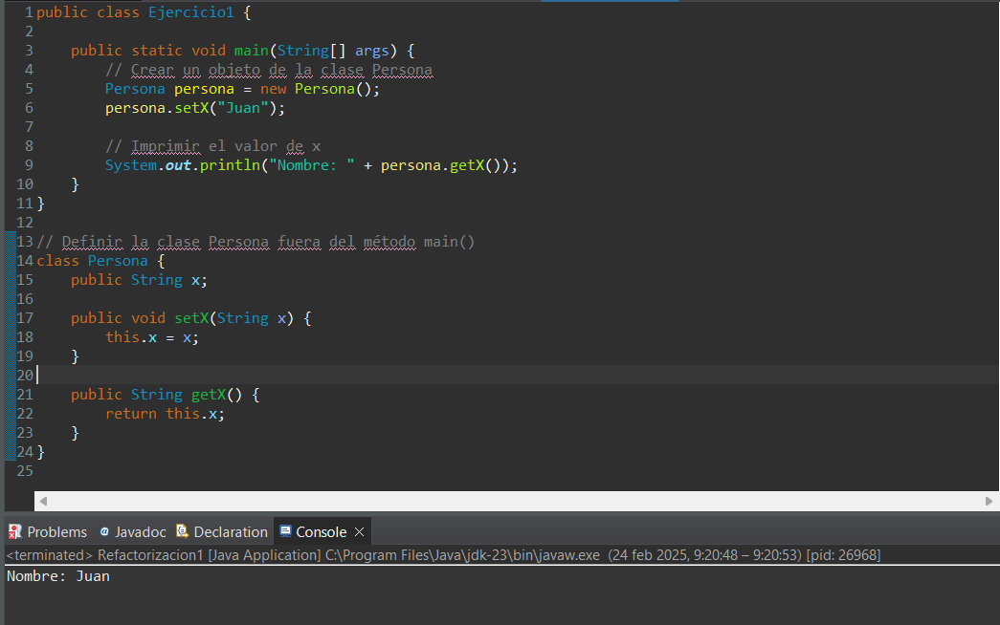 1 public class Ejercicio1 {
2
3     public static void main(String[] args) {
4         // Crear un objeto de la clase Persona
5         Persona persona = new Persona();
6         persona.setX("Juan");
7
8         // Imprimir el valor de x
9         System.out.println("Nombre: " + persona.getX());
10     }
11 }
12
13 // Definir la clase Persona fuera del método main()
14 class Persona {
15     public String x;
16
17     public void setX(String x) {
18         this.x = x;
19     }
20
21     public String getX() {
22         return this.x;
23     }
24 }
25
Problems @ Javadoc Declaration Console
<terminated> Refactorizacion1 [Java Application] C:\Program Files\Java\jdk-23\bin\javaw.exe (24 feb 2025, 9:20:48 – 9:20:53) [pid: 26968]
Nombre: Juan